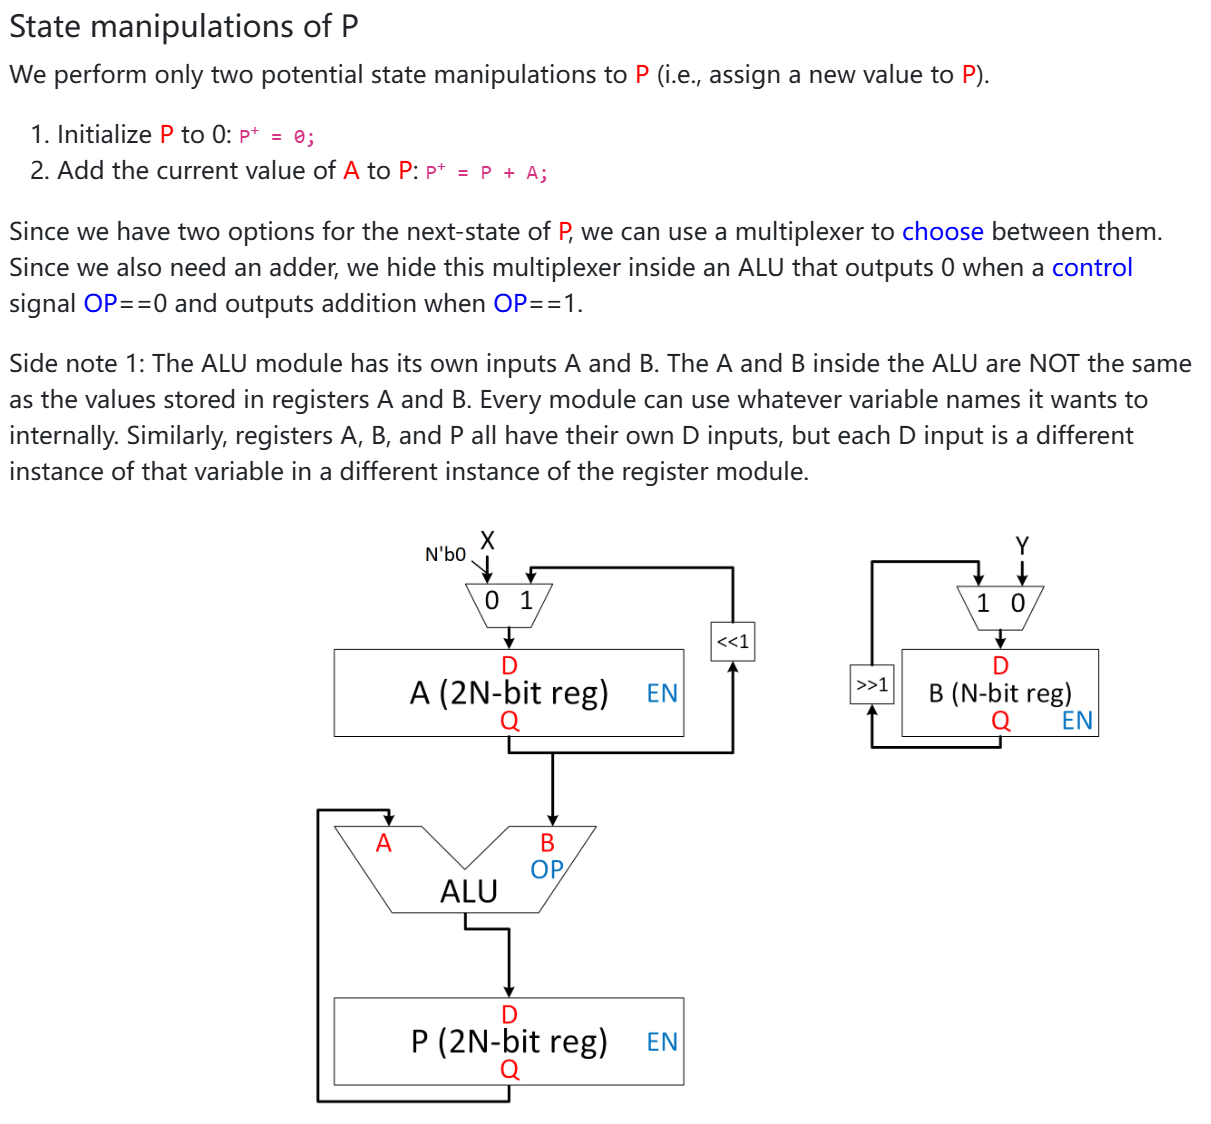 State manipulations of P
We perform only two potential state manipulations to P (i.e., assign a new value to P).
1. Initialize P to 0: P⁺ = 0;
2. Add the current value of A to P: P⁺ = P + A;
Since we have two options for the next-state of P, we can use a multiplexer to choose between them.
Since we also need an adder, we hide this multiplexer inside an ALU that outputs 0 when a control
signal OP==0 and outputs addition when OP==1.
Side note 1: The ALU module has its own inputs A and B. The A and B inside the ALU are NOT the same
as the values stored in registers A and B. Every module can use whatever variable names it wants to
internally. Similarly, registers A, B, and P all have their own D inputs, but each D input is a different
instance of that variable in a different instance of the register module.
N'b0
X
0 1
<<1
D
A (2N-bit reg) EN
Q
Y
1 0
>>1
D
B (N-bit reg)
Q EN
A B
OP
ALU
D
P (2N-bit reg) EN
Q